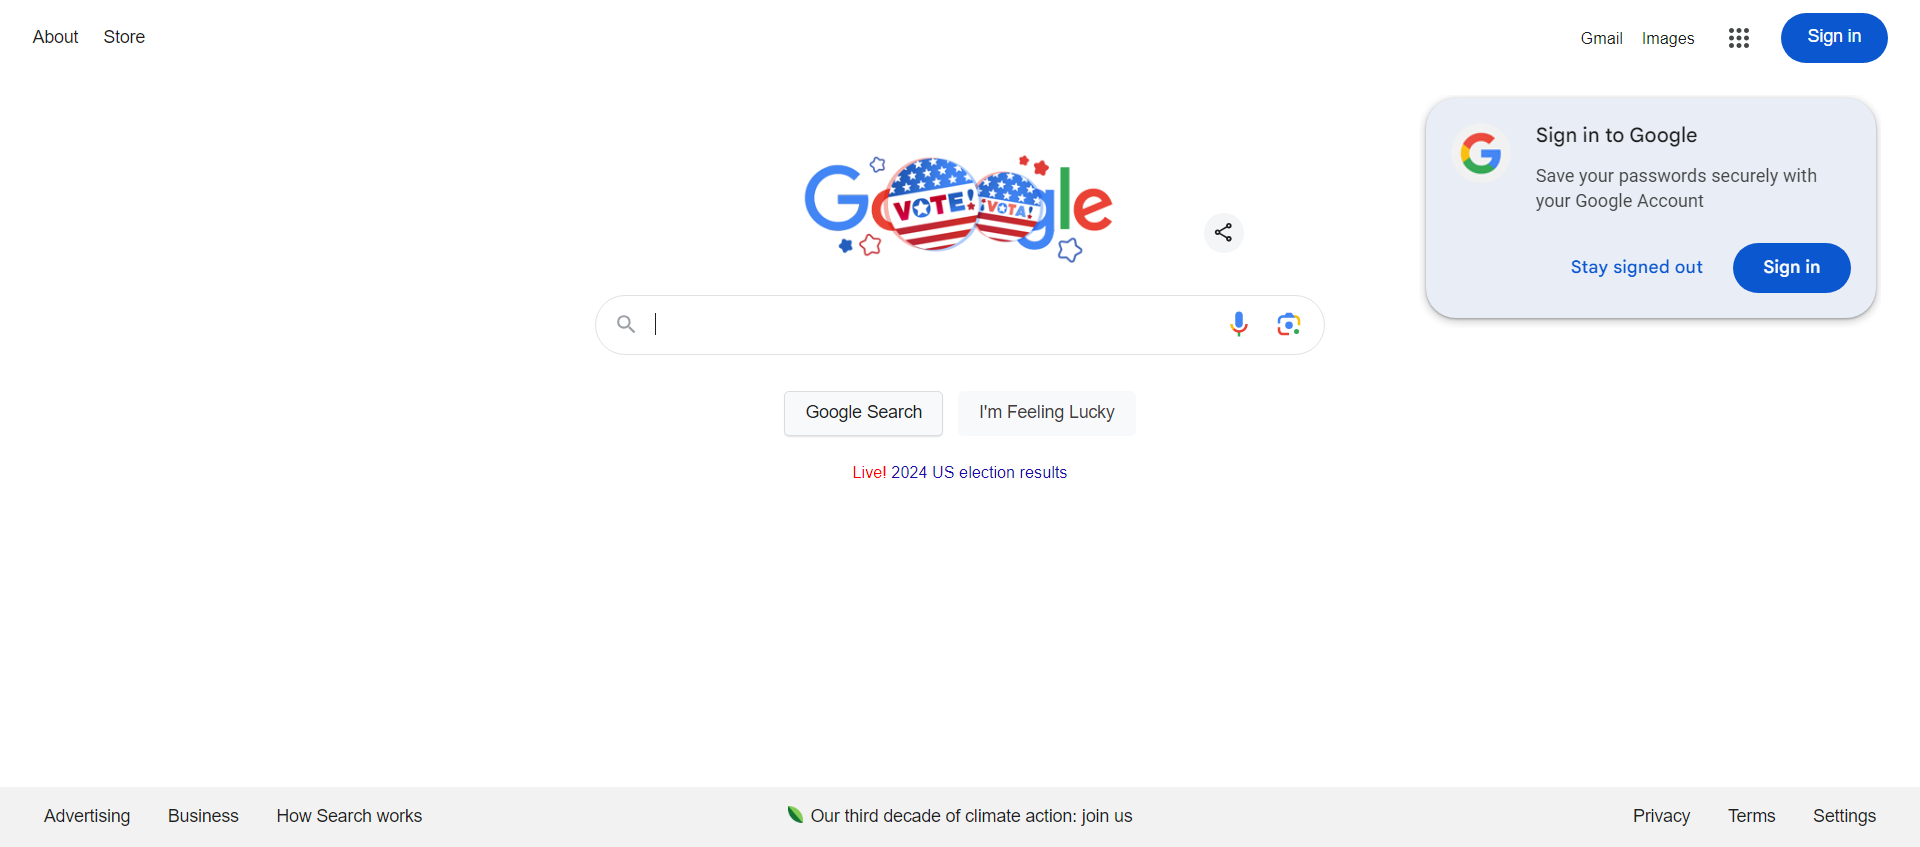 About Store
Gmail Images Sign in
Google
VOTE! ¡VOTA!
Sign in to Google
Save your passwords securely with
your Google Account
Stay signed out Sign in
Google Search I'm Feeling Lucky
Live! 2024 US election results
Advertising Business How Search works
Our third decade of climate action: join us
Privacy Terms Settings